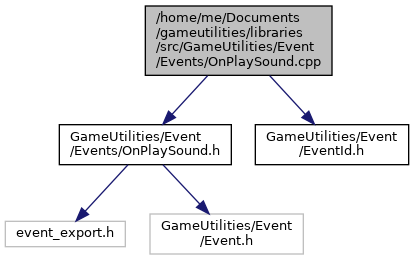 /home/me/Documents
/gameutilities/libraries
/src/GameUtilities/Event
/Events/OnPlaySound.cpp
GameUtilities/Event
/Events/OnPlaySound.h
GameUtilities/Event
/EventId.h
event_export.h
GameUtilities/Event
/Event.h